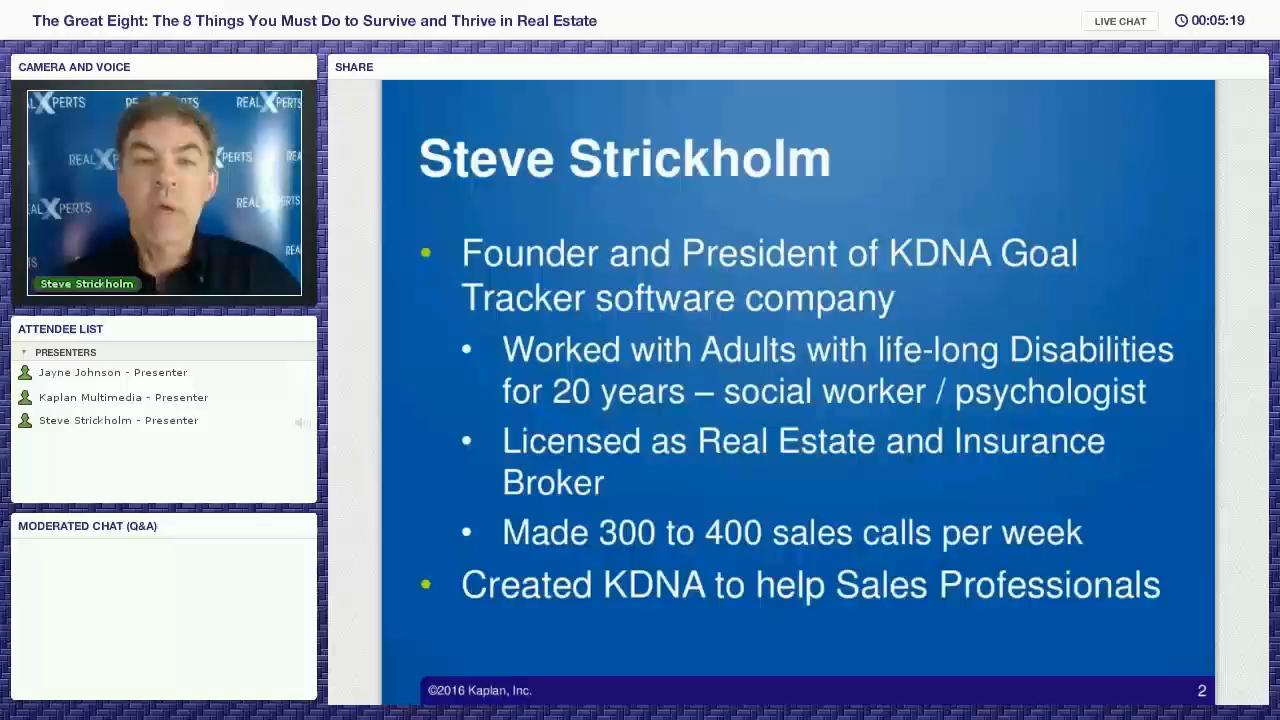 The Great Eight: The 8 Things You Must Do to Survive and Thrive in Real Estate
LIVE CHAT
00:05:19
CAMERA AND VOICE
SHARE
REAL XPERTS
REAL XPERTS
Steve Strickholm
ATTENDEE LIST
PRESENTERS
Jayne Johnson - Presenter
Kaplan Multimedia - Presenter
Steve Strickholm - Presenter
MODERATED CHAT (Q&A)
Steve Strickholm
• Founder and President of KDNA Goal
Tracker software company
• Worked with Adults with life-long Disabilities
for 20 years – social worker / psychologist
• Licensed as Real Estate and Insurance
Broker
• Made 300 to 400 sales calls per week
• Created KDNA to help Sales Professionals
©2016 Kaplan, Inc.
2